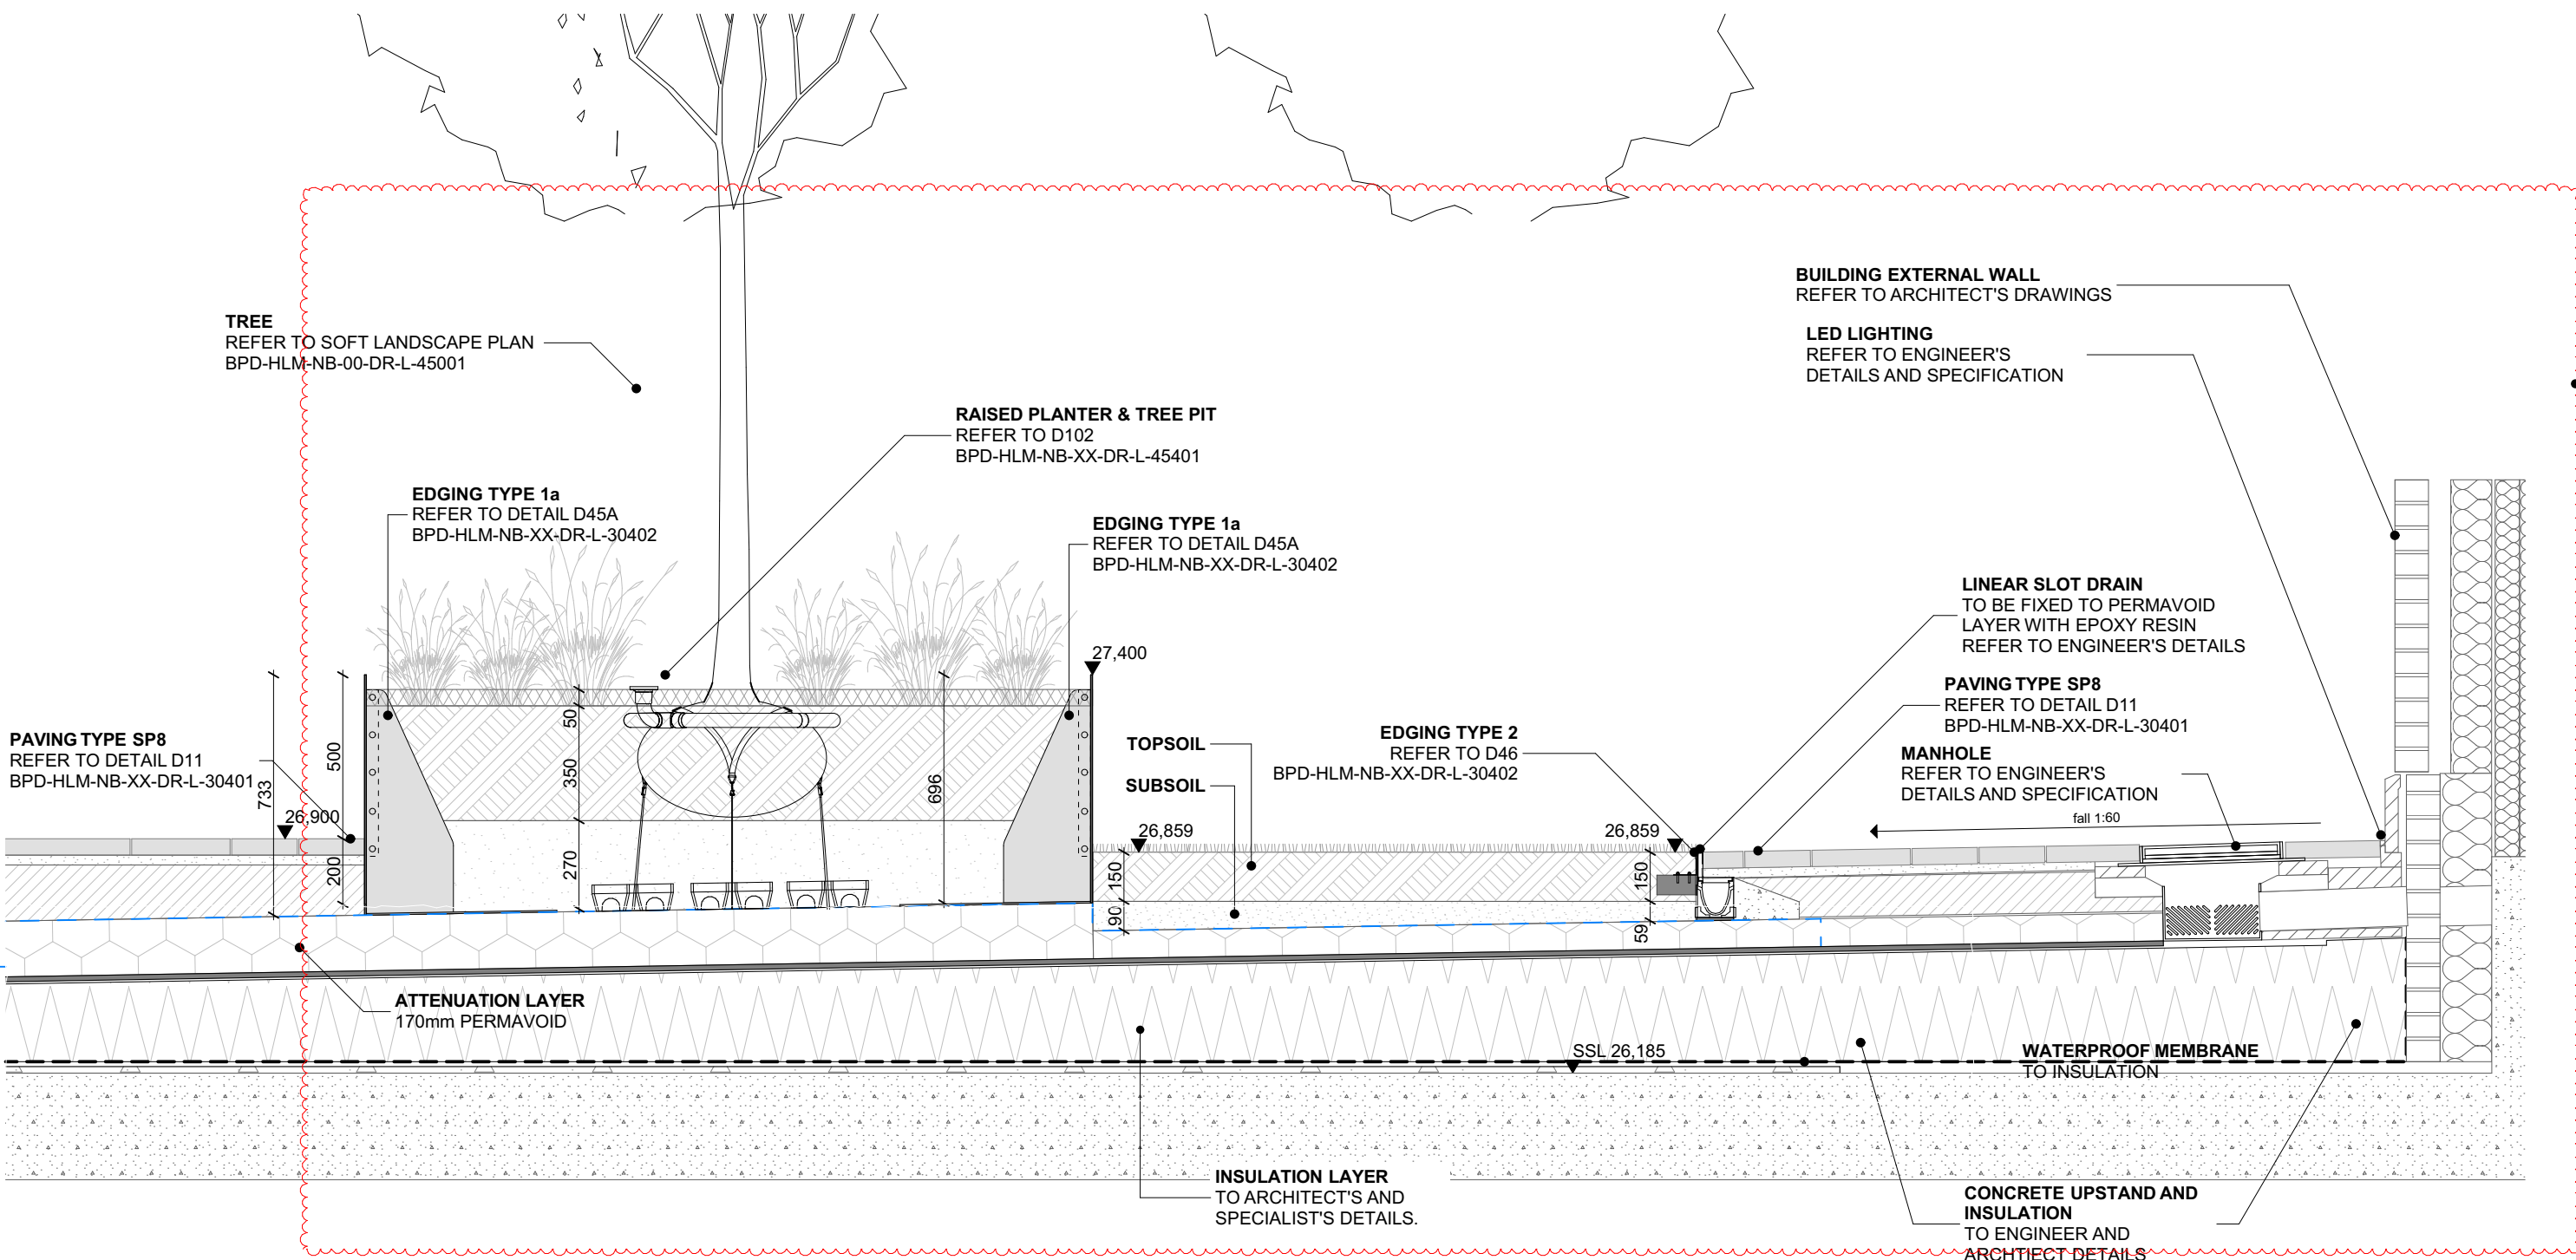 BUILDING EXTERNAL WALL
REFER TO ARCHITECT'S DRAWINGS
TREE
REFER TO SOFT LANDSCAPE PLAN
BPD-HLM-NB-00-DR-L-45001
LED LIGHTING
REFER TO ENGINEER'S
DETAILS AND SPECIFICATION
RAISED PLANTER & TREE PIT
REFER TO D102
BPD-HLM-NB-XX-DR-L-45401
EDGING TYPE 1a
REFER TO DETAIL D45A
BPD-HLM-NB-XX-DR-L-30402
EDGING TYPE 1a
REFER TO DETAIL D45A
BPD-HLM-NB-XX-DR-L-30402
LINEAR SLOT DRAIN
TO BE FIXED TO PERMAVOID
LAYER WITH EPOXY RESIN
REFER TO ENGINEER'S DETAILS
27,400
PAVING TYPE SP8
REFER TO DETAIL D11
BPD-HLM-NB-XX-DR-L-30401
PAVING TYPE SP8
REFER TO DETAIL D11
BPD-HLM-NB-XX-DR-L-30401
EDGING TYPE 2
REFER TO D46
BPD-HLM-NB-XX-DR-L-30402
TOPSOIL
SUBSOIL
MANHOLE
REFER TO ENGINEER'S
DETAILS AND SPECIFICATION
fall 1:60
733
500
200
26,900
50
350
270
696
26,859
26,859
150
90
150
59
ATTENUATION LAYER
170mm PERMAVOID
SSL 26,185
WATERPROOF MEMBRANE
TO INSULATION
INSULATION LAYER
TO ARCHITECT'S AND
SPECIALIST'S DETAILS.
CONCRETE UPSTAND AND
INSULATION
TO ENGINEER AND
ARCHTIECT DETAILS